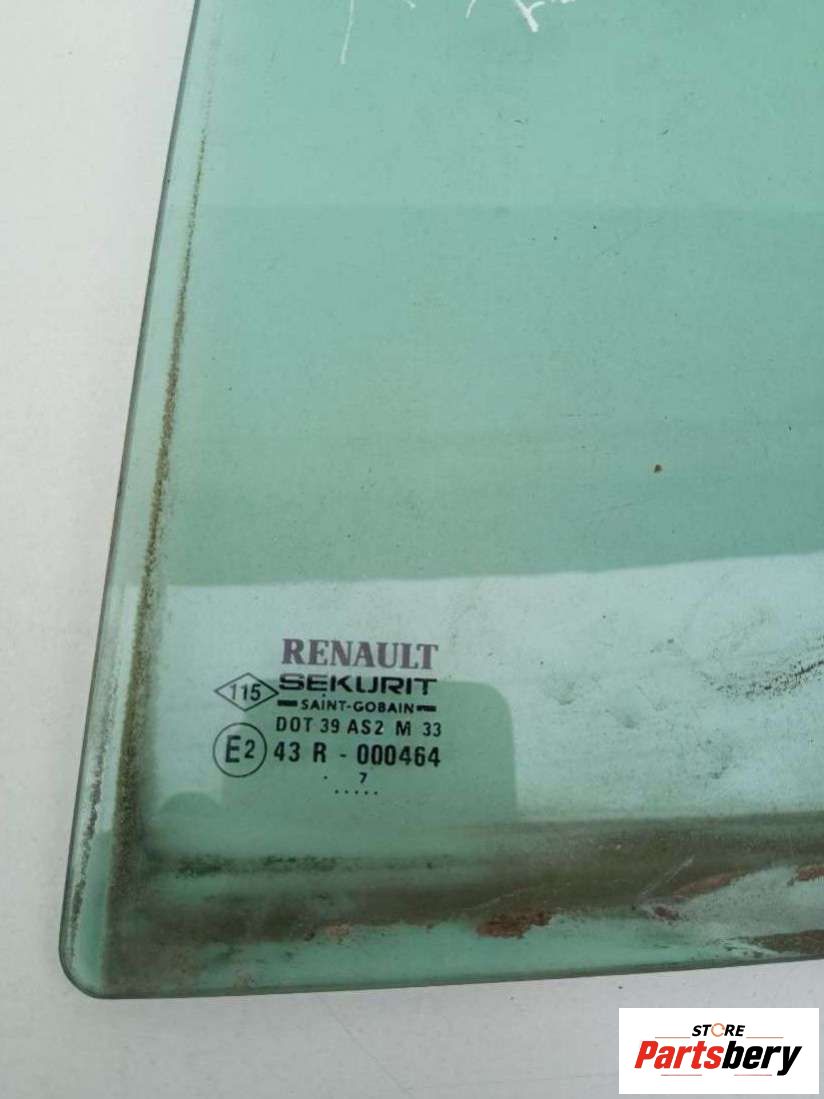 RENAULT
115 SEKURIT
SAINT-GOBAIN
DOT 39 AS2 M 33
E2 43 R - 000464
. 7
.....
STORE
Partsbery